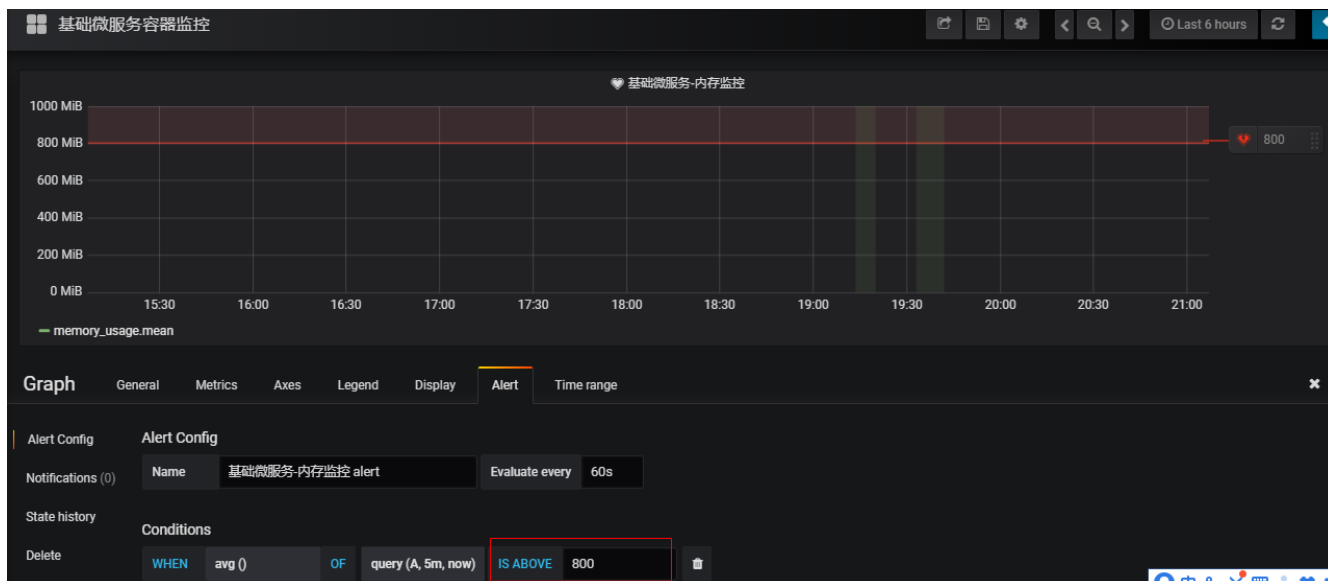 基础微服务容器监控
Last 6 hours
基础微服务-内存监控
1000 MiB
800 MiB
800
600 MiB
400 MiB
200 MiB
0 MiB
15:30 16:00 16:30 17:00 17:30 18:00 18:30 19:00 19:30 20:00 20:30 21:00
memory_usage.mean
Graph General Metrics Axes Legend Display Alert Time range
Alert Config
Notifications (0)
State history
Delete
Alert Config
Name 基础微服务-内存监控 alert Evaluate every 60s
Conditions
WHEN avg () OF query (A, 5m, now) IS ABOVE 800